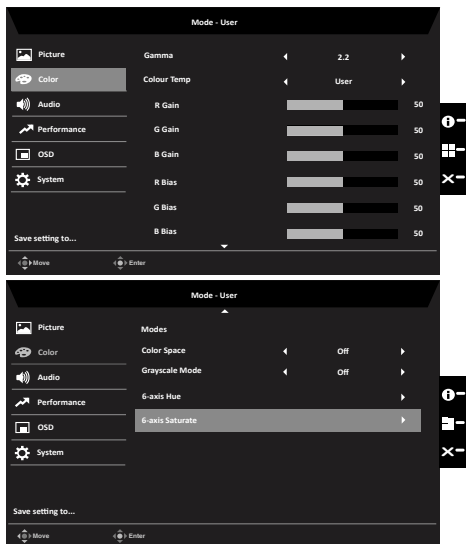 Mode - User
Picture
Gamma 2.2
Color
Colour Temp User
Audio
R Gain 50
Performance
G Gain 50
OSD
B Gain 50
System
R Bias 50
G Bias 50
B Bias 50
Save setting to...
Move Enter
Mode - User
Picture
Modes
Color
Color Space Off
Audio
Grayscale Mode Off
Performance
6-axis Hue
OSD
6-axis Saturate
System
Save setting to...
Move Enter